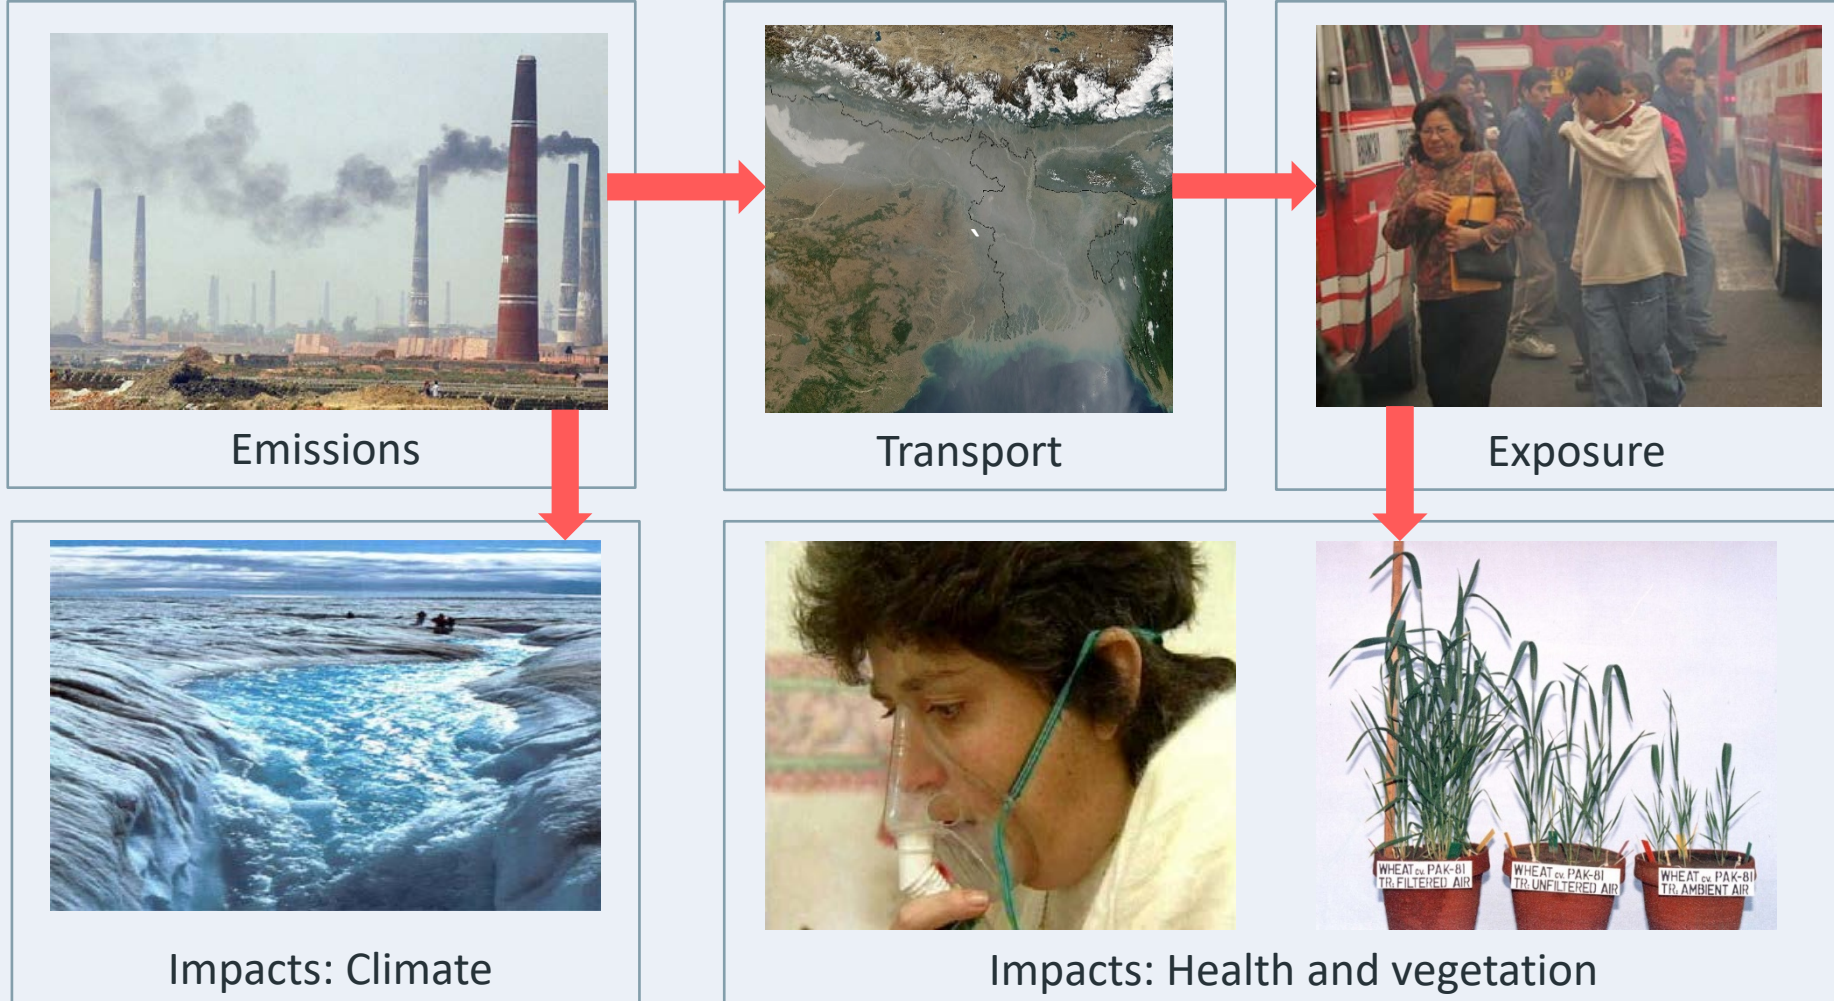 Emissions
Transport
Exposure
Impacts: Climate
WHEAT cv. PAK-81
TR: FILTERED AIR
WHEAT cv. PAK-81
TR: UNFILTERED AIR
WHEAT cv. PAK-81
TR: AMBIENT AIR
Impacts: Health and vegetation